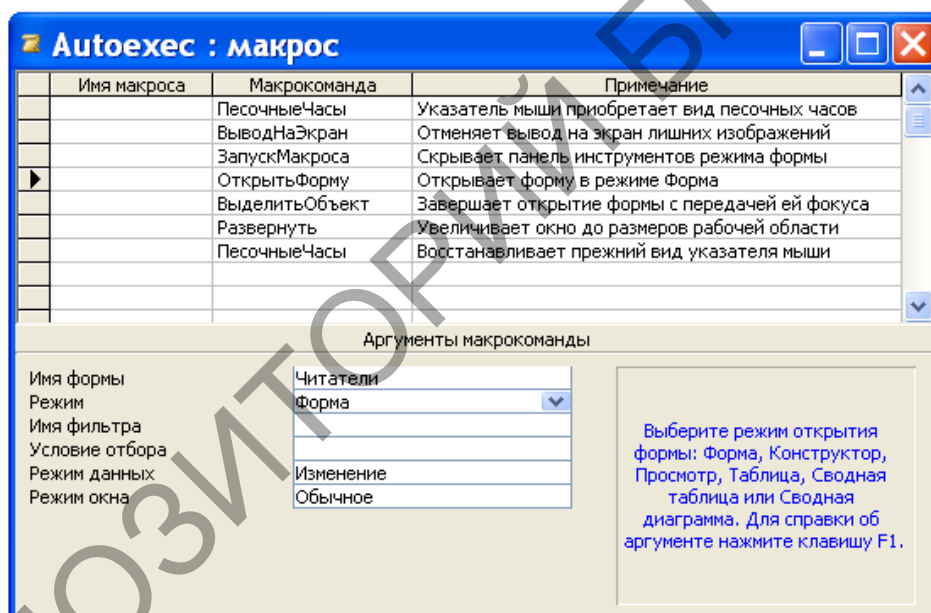 Autoexec : макрос
Имя макроса Макрокоманда Примечание
ПесочныеЧасы Указатель мыши приобретает вид песочных часов
ВыводНаЭкран Отменяет вывод на экран лишних изображений
ЗапускМакроса Скрывает панель инструментов режима формы
ОткрытьФорму Открывает форму в режиме Форма
ВыделитьОбъект Завершает открытие формы с передачей ей фокуса
Развернуть Увеличивает окно до размеров рабочей области
ПесочныеЧасы Восстанавливает прежний вид указателя мыши
Аргументы макрокоманды
Имя формы Читатели
Режим Форма
Имя фильтра
Условие отбора
Режим данных Изменение
Режим окна Обычное
Выберите режим открытия
формы: Форма, Конструктор,
Просмотр, Таблица, Сводная
таблица или Сводная
диаграмма. Для справки об
аргументе нажмите клавишу F1.